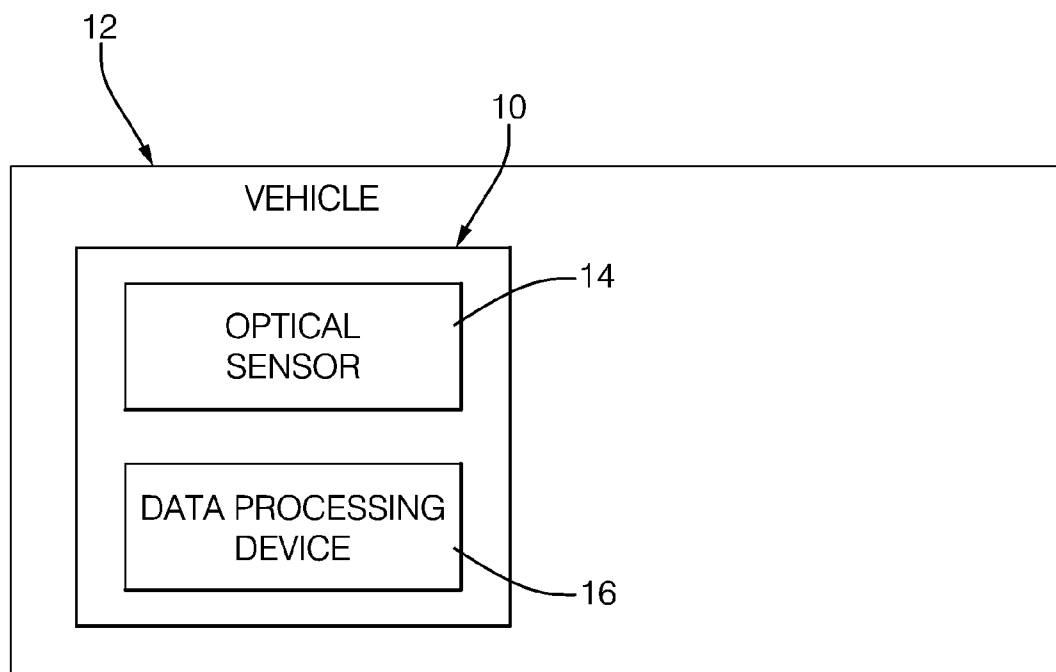 12
10
VEHICLE
14
OPTICAL
SENSOR
DATA PROCESSING
DEVICE
16